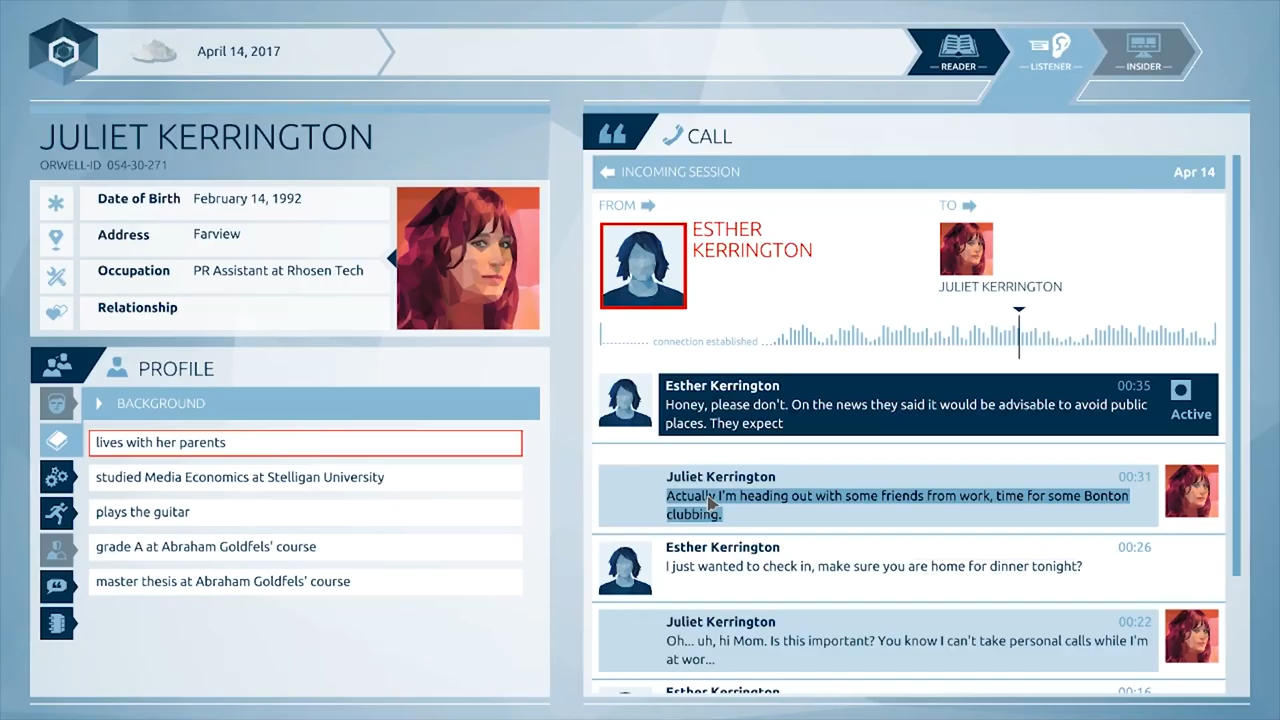 April 14, 2017
— READER —
— LISTENER —
— INSIDER —
JULIET KERRINGTON
ORWELL-ID 054-30-271
Date of Birth February 14, 1992
Address Farview
Occupation PR Assistant at Rhosen Tech
Relationship
PROFILE
BACKGROUND
lives with her parents
studied Media Economics at Stelligan University
plays the guitar
grade A at Abraham Goldfels' course
master thesis at Abraham Goldfels' course
CALL
INCOMING SESSION Apr 14
FROM
TO
ESTHER
KERRINGTON
JULIET KERRINGTON
connection established
Esther Kerrington 00:35
Honey, please don't. On the news they said it would be advisable to avoid public
places. They expect
Active
Juliet Kerrington 00:31
Actually I'm heading out with some friends from work, time for some Bonton
clubbing.
Esther Kerrington 00:26
I just wanted to check in, make sure you are home for dinner tonight?
Juliet Kerrington 00:22
Oh... uh, hi Mom. Is this important? You know I can't take personal calls while I'm
at wor...
Esther Kerrington 00:16